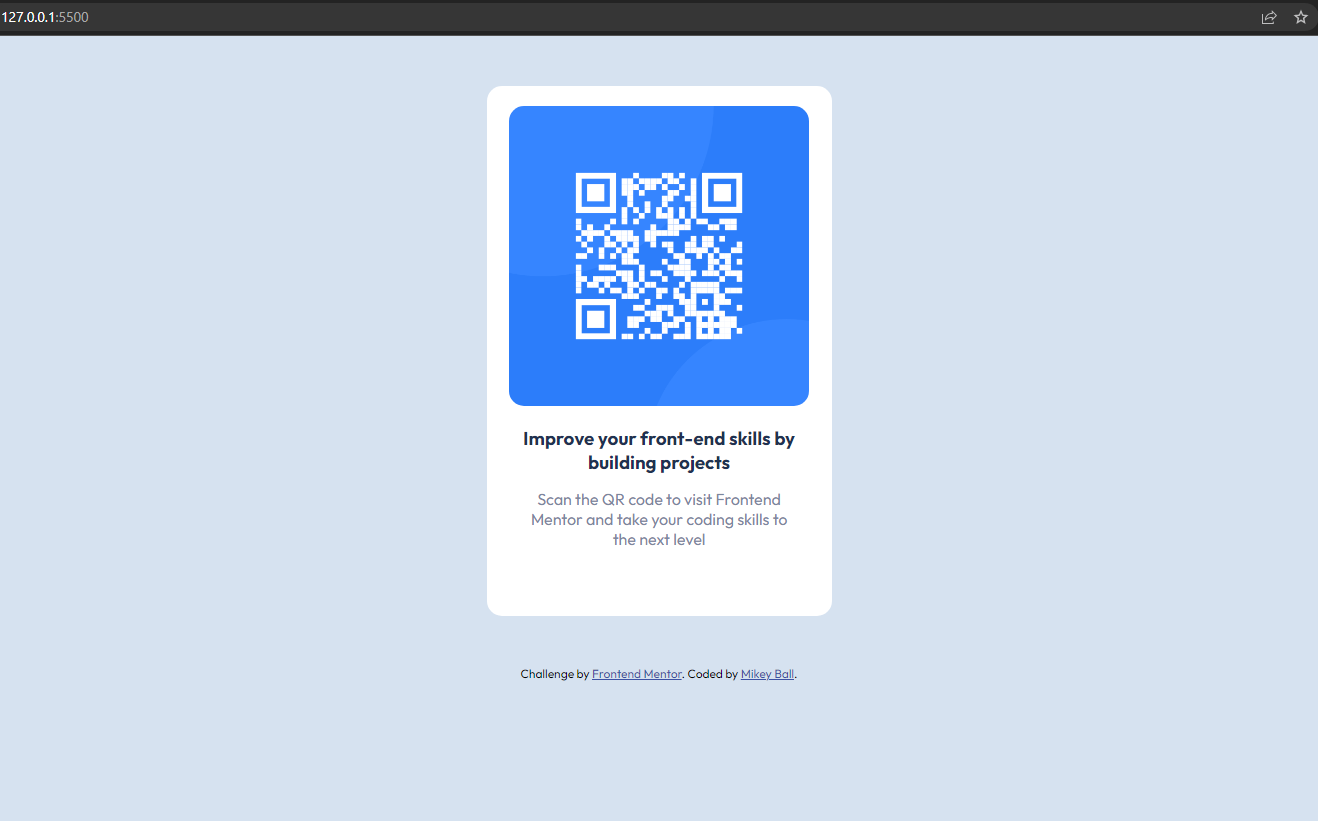 127.0.0.1:5500
Improve your front-end skills by
building projects
Scan the QR code to visit Frontend
Mentor and take your coding skills to
the next level
Challenge by Frontend Mentor. Coded by Mikey Ball.